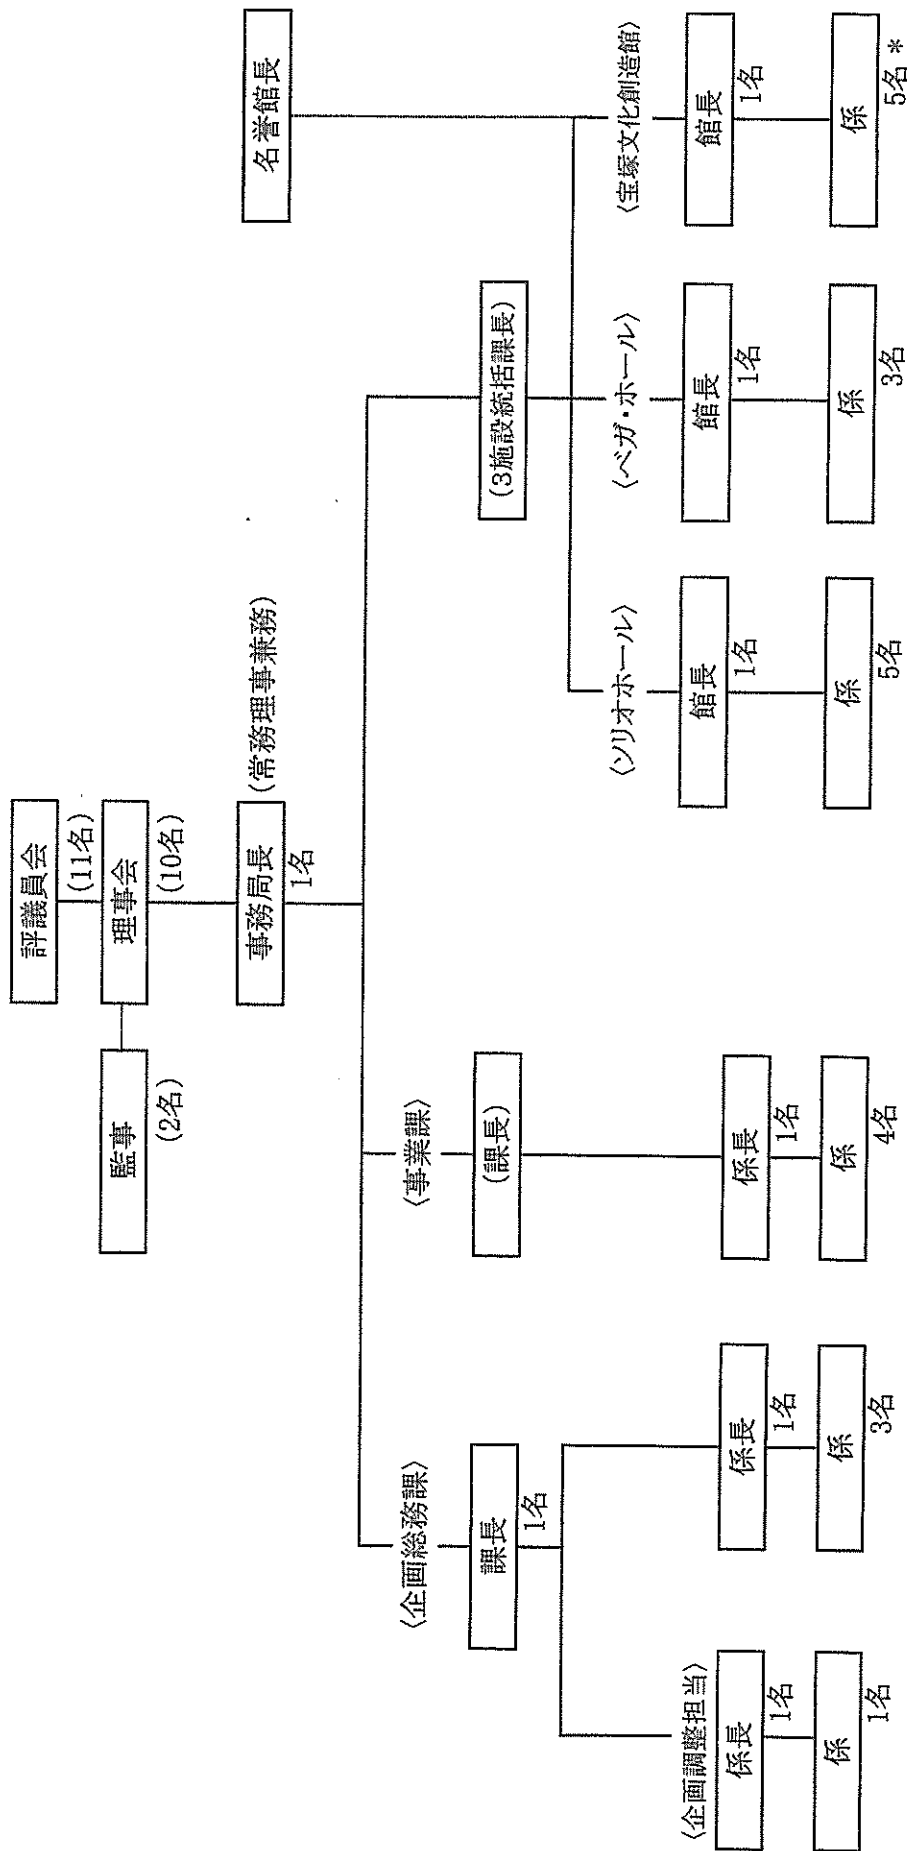 評議員会
(11名)
監事
(2名)
理事会
(10名)
事務局長
(常務理事兼務)
1名
名誉館長
〈企画総務課〉
課長
1名
〈事業課〉
(課長)
(3施設統括課長)
〈企画調整担当〉
係長
1名
係
1名
係長
1名
係
3名
係長
1名
係
4名
〈ソリオホール〉
館長
1名
係
5名
〈ベガ・ホール〉
館長
1名
係
3名
〈宝塚文化創造館〉
館長
1名
係
5名*